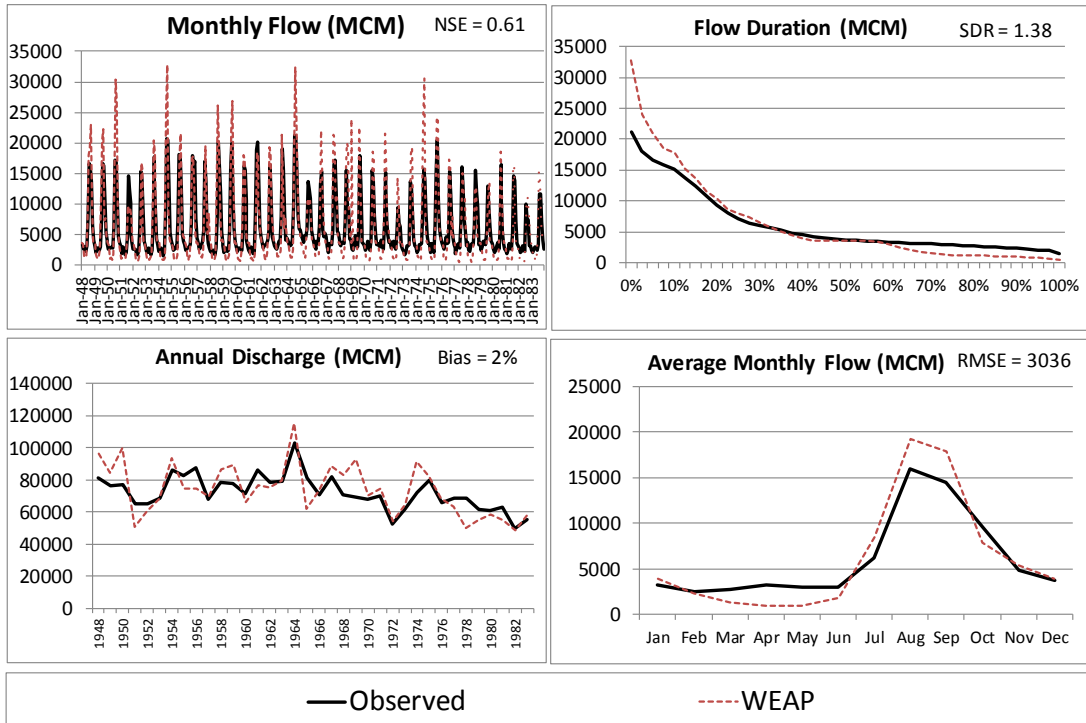 Monthly Flow (MCM)
NSE = 0.61
35000
30000
25000
20000
15000
10000
5000
0
Jan-48
Jan-49
Jan-50
Jan-51
Jan-52
Jan-53
Jan-54
Jan-55
Jan-56
Jan-57
Jan-58
Jan-59
Jan-60
Jan-61
Jan-62
Jan-63
Jan-64
Jan-65
Jan-66
Jan-67
Jan-68
Jan-69
Jan-70
Jan-71
Jan-72
Jan-73
Jan-74
Jan-75
Jan-76
Jan-77
Jan-78
Jan-79
Jan-80
Jan-81
Jan-82
Jan-83
Flow Duration (MCM)
SDR = 1.38
35000
30000
25000
20000
15000
10000
5000
0
0% 10% 20% 30% 40% 50% 60% 70% 80% 90% 100%
Annual Discharge (MCM)
Bias = 2%
140000
120000
100000
80000
60000
40000
20000
0
1948
1950
1952
1954
1956
1958
1960
1962
1964
1966
1968
1970
1972
1974
1976
1978
1980
1982
Average Monthly Flow (MCM)
RMSE = 3036
25000
20000
15000
10000
5000
0
Jan Feb Mar Apr May Jun Jul Aug Sep Oct Nov Dec
Observed
WEAP